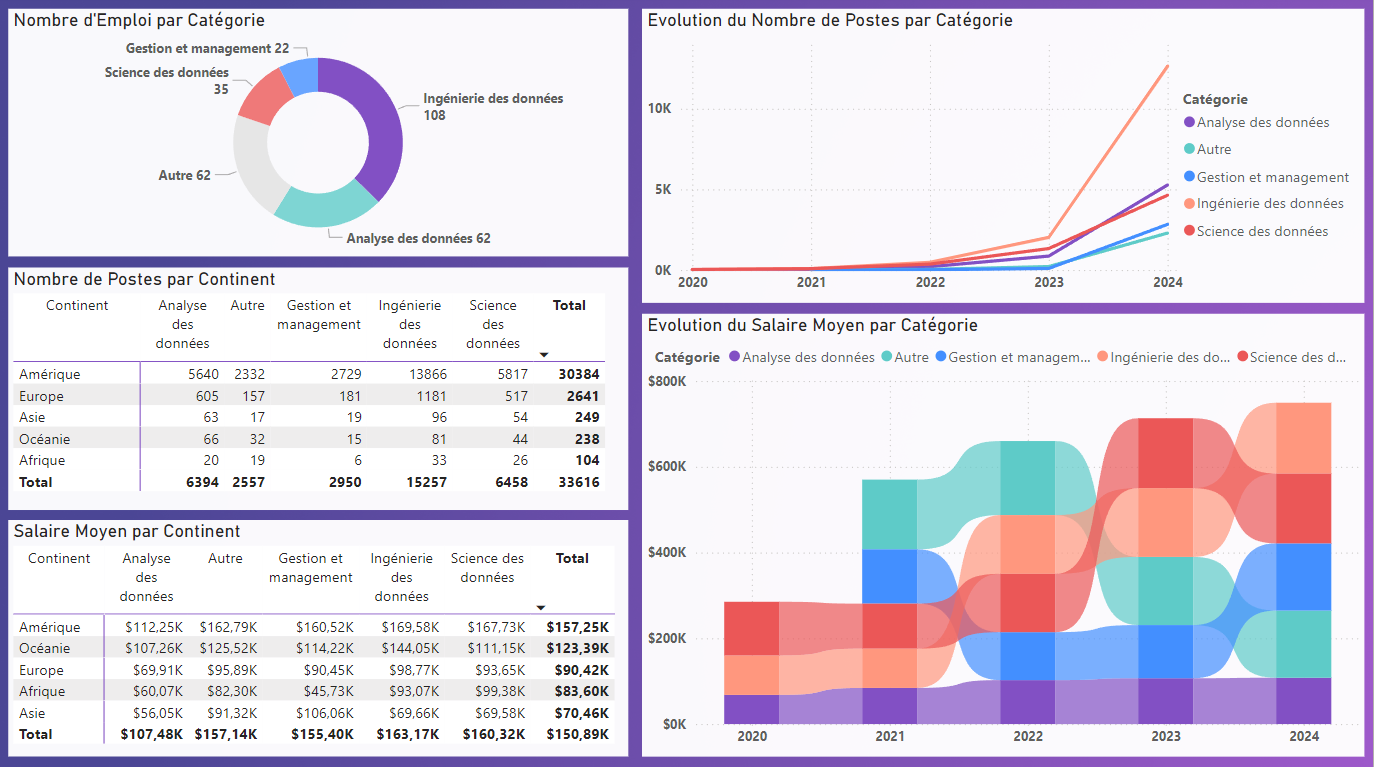 Nombre d'Emploi par Catégorie
Gestion et management 22
Science des données
35
Ingénierie des données
108
Autre 62
Analyse des données 62
Nombre de Postes par Continent
Continent Analyse des données Autre Gestion et management Ingénierie des données Science des données Total
Amérique 5640 2332 2729 13866 5817 30384
Europe 605 157 181 1181 517 2641
Asie 63 17 19 96 54 249
Océanie 66 32 15 81 44 238
Afrique 20 19 6 33 26 104
Total 6394 2557 2950 15257 6458 33616
Salaire Moyen par Continent
Continent Analyse des données Autre Gestion et management Ingénierie des données Science des données Total
Amérique $112,25K $162,79K $160,52K $169,58K $167,73K $157,25K
Océanie $107,26K $125,52K $114,22K $144,05K $111,15K $123,39K
Europe $69,91K $95,89K $90,45K $98,77K $93,65K $90,42K
Afrique $60,07K $82,30K $45,73K $93,07K $99,38K $83,60K
Asie $56,05K $91,32K $106,06K $69,66K $69,58K $70,46K
Total $107,48K $157,14K $155,40K $163,17K $160,32K $150,89K
Evolution du Nombre de Postes par Catégorie
10K
5K
0K
2020 2021 2022 2023 2024
Catégorie
Analyse des données
Autre
Gestion et management
Ingénierie des données
Science des données
Evolution du Salaire Moyen par Catégorie
Catégorie Analyse des données Autre Gestion et managem... Ingénierie des do... Science des d...
$800K
$600K
$400K
$200K
$0K
2020 2021 2022 2023 2024